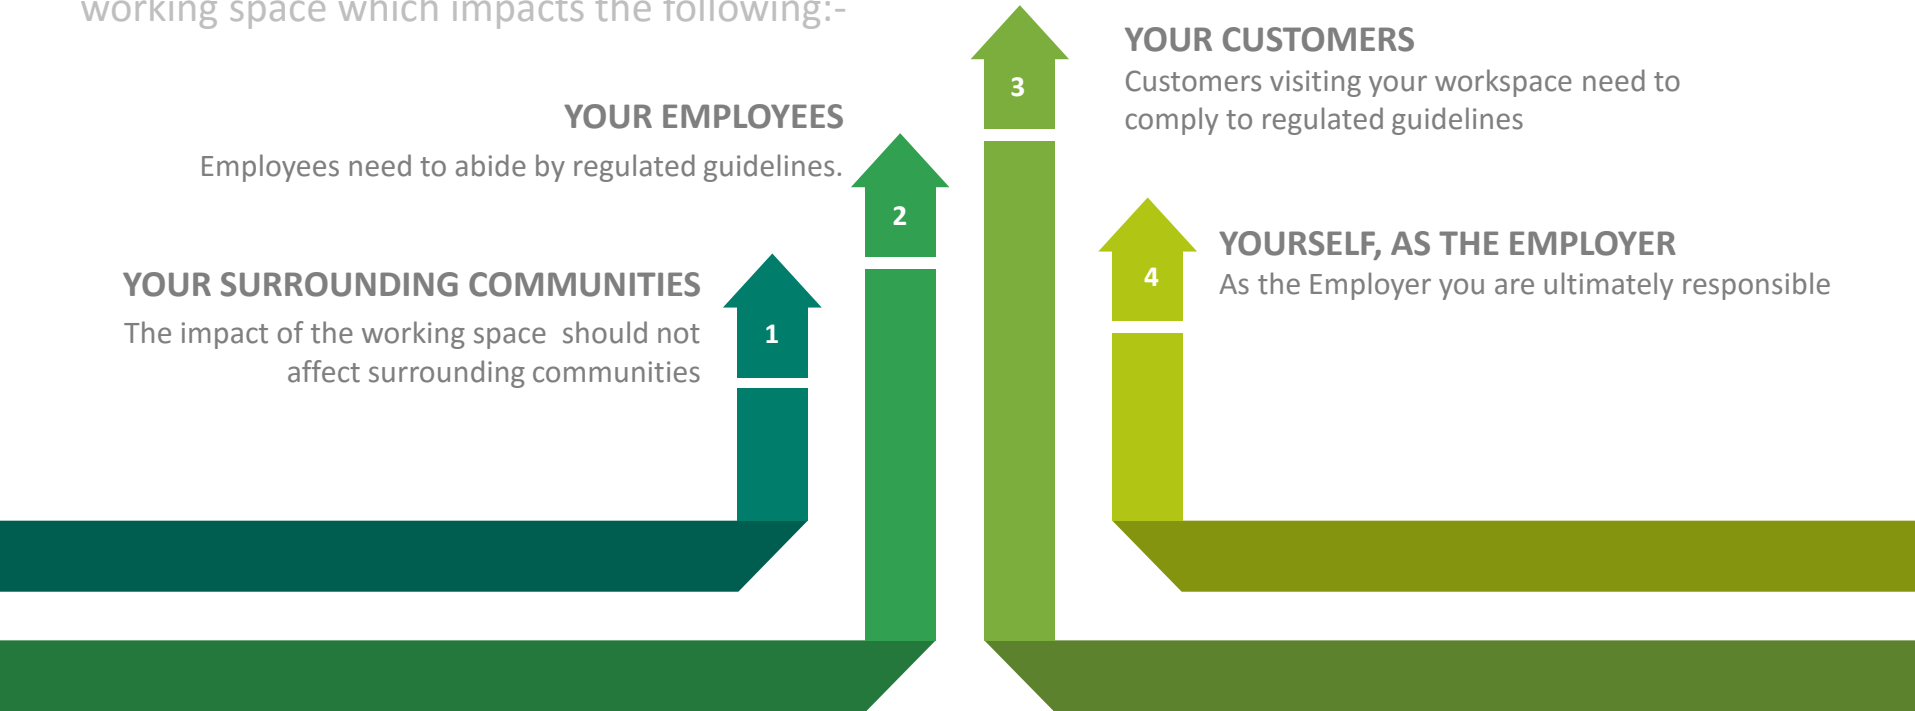 working space which impacts the following:-
YOUR SURROUNDING COMMUNITIES
The impact of the working space  should not
affect surrounding communities
1
YOUR EMPLOYEES
Employees need to abide by regulated guidelines.
2
3
YOUR CUSTOMERS
Customers visiting your workspace need to
comply to regulated guidelines
4
YOURSELF, AS THE EMPLOYER
As the Employer you are ultimately responsible